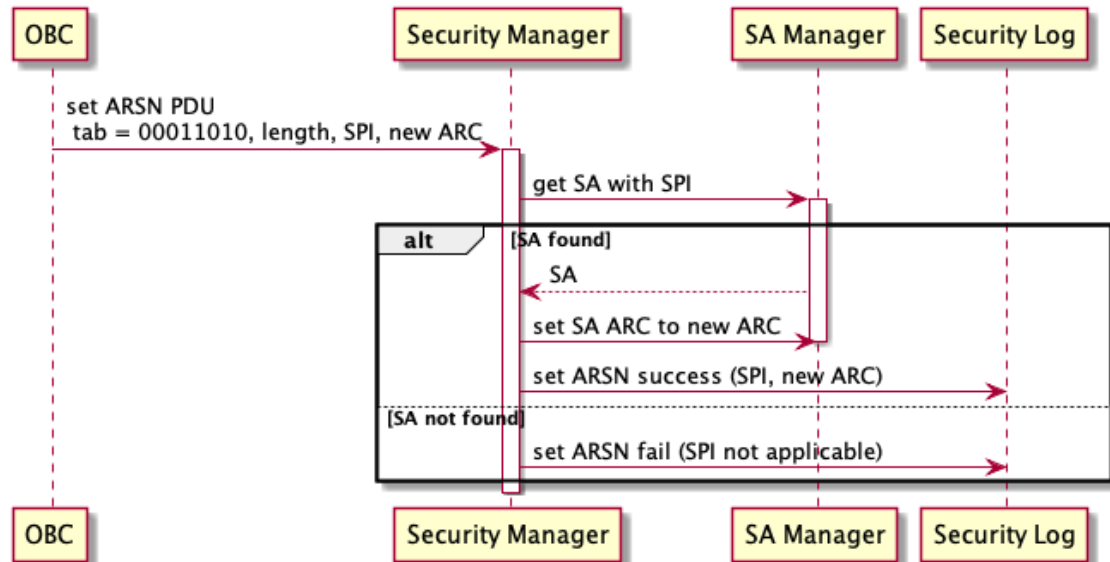 OBC
Security Manager
SA Manager
Security Log
set ARSN PDU
tab = 00011010, length, SPI, new ARC
get SA with SPI
alt
[SA found]
SA
set SA ARC to new ARC
set ARSN success (SPI, new ARC)
[SA not found]
set ARSN fail (SPI not applicable)
OBC
Security Manager
SA Manager
Security Log